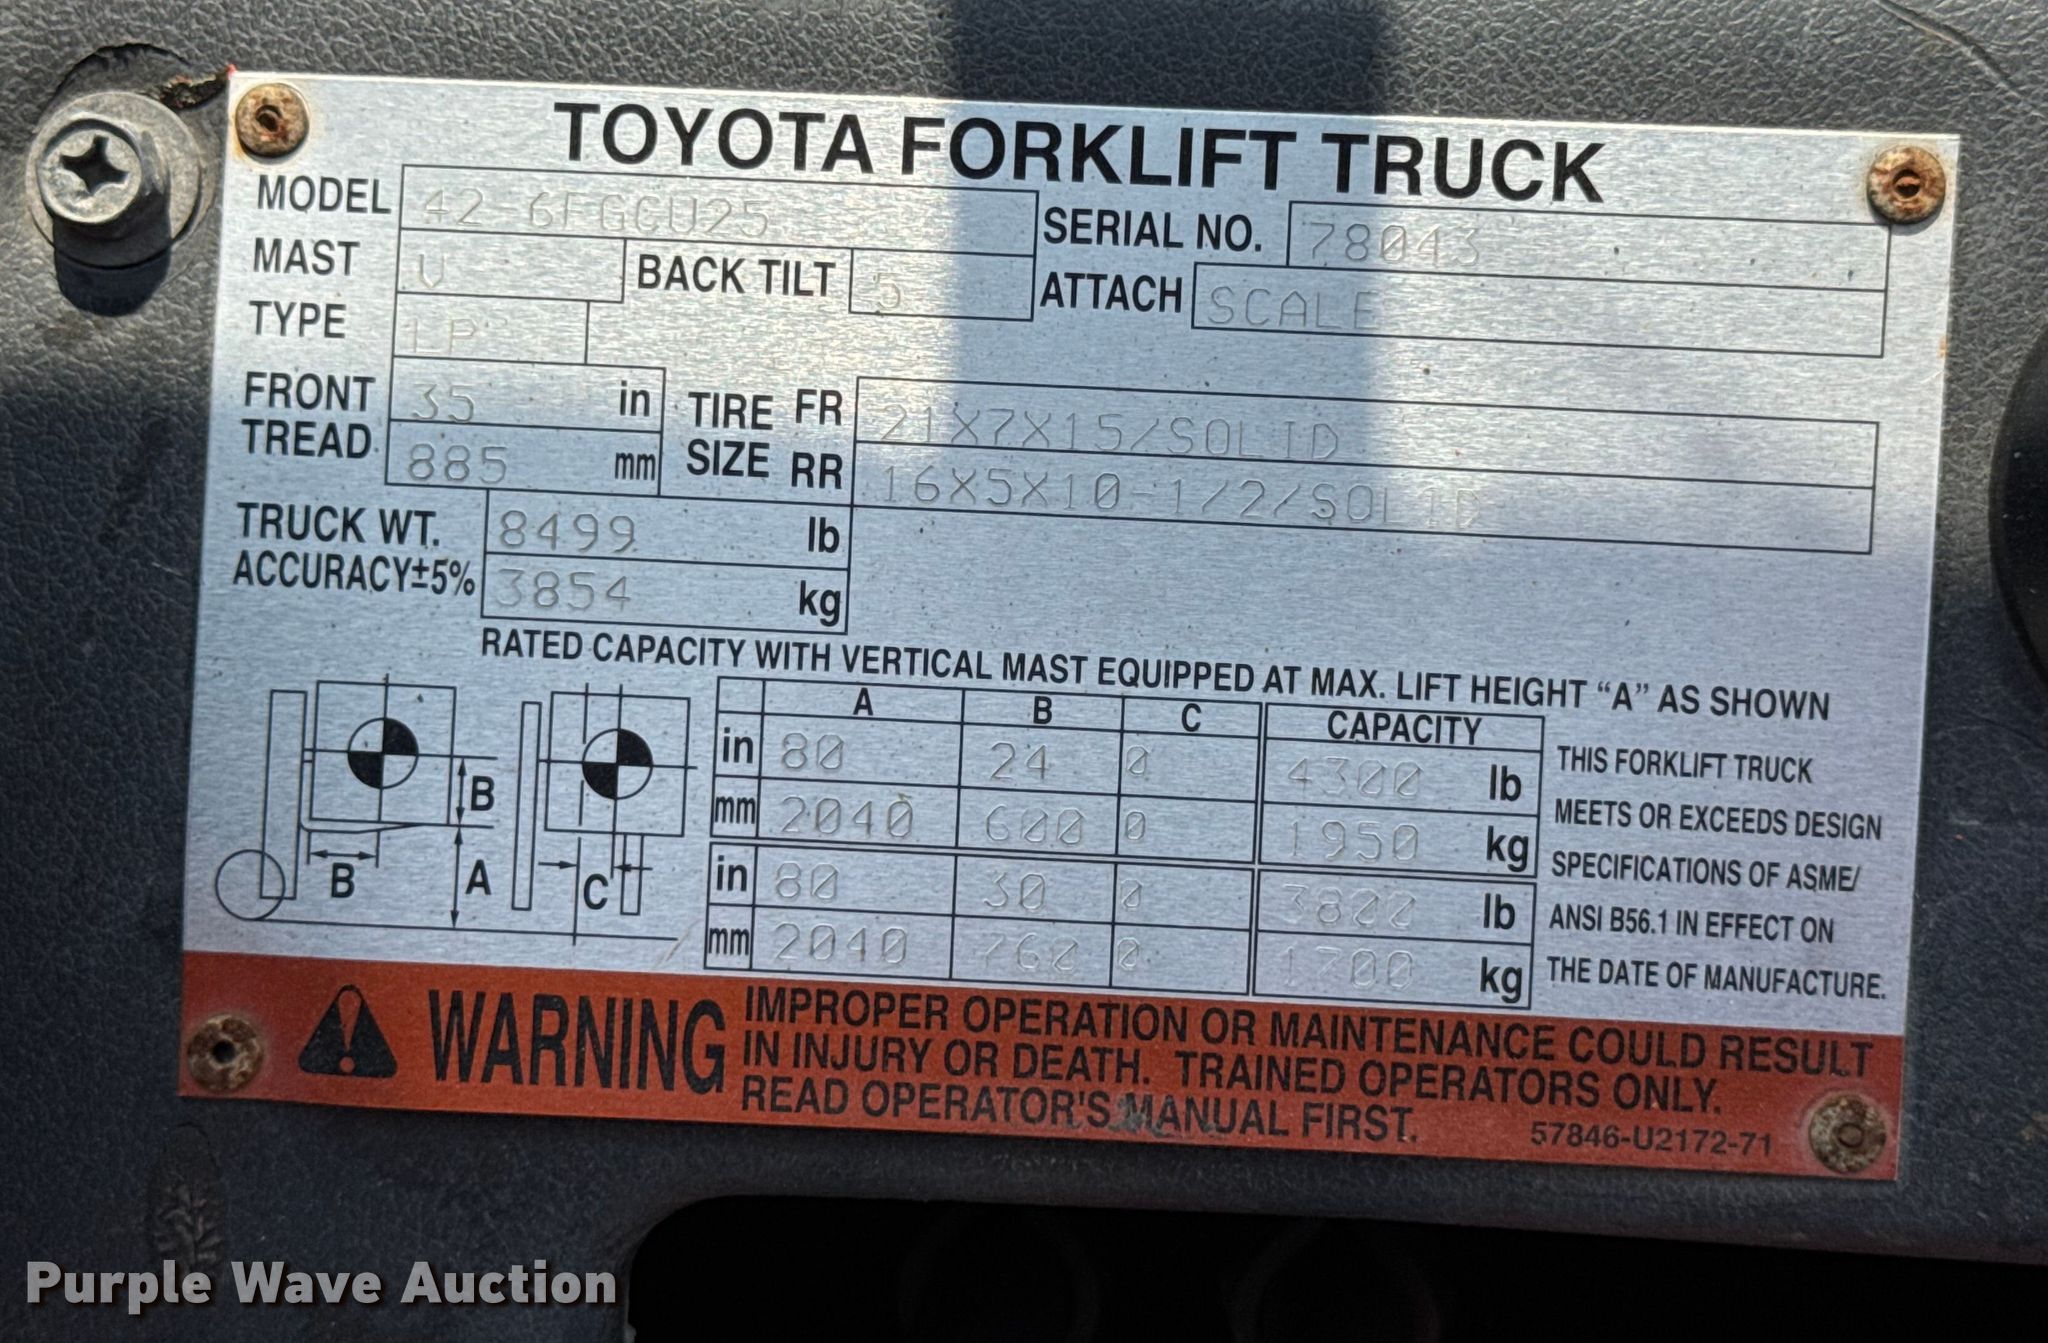 TOYOTA FORKLIFT TRUCK
MODEL 42-6FGCU25 SERIAL NO. 78043
MAST V BACK TILT 5 ATTACH SCALE
TYPE LP
FRONT TREAD 35 in TIRE SIZE FR 21X7X15/SOLID
885 mm RR 16X5X10-1/2/SOLID
TRUCK WT. 8499 lb
ACCURACY±5% 3854 kg
RATED CAPACITY WITH VERTICAL MAST EQUIPPED AT MAX. LIFT HEIGHT "A" AS SHOWN
A B C CAPACITY
in 80 24 0 4300 lb
mm 2040 600 0 1950 kg
in 80 30 0 3800 lb
mm 2040 760 0 1700 kg
B
B A C
THIS FORKLIFT TRUCK
MEETS OR EXCEEDS DESIGN
SPECIFICATIONS OF ASME/
ANSI B56.1 IN EFFECT ON
THE DATE OF MANUFACTURE.
WARNING
IMPROPER OPERATION OR MAINTENANCE COULD RESULT
IN INJURY OR DEATH. TRAINED OPERATORS ONLY.
READ OPERATOR'S MANUAL FIRST.
57846-U2172-71
Purple Wave Auction